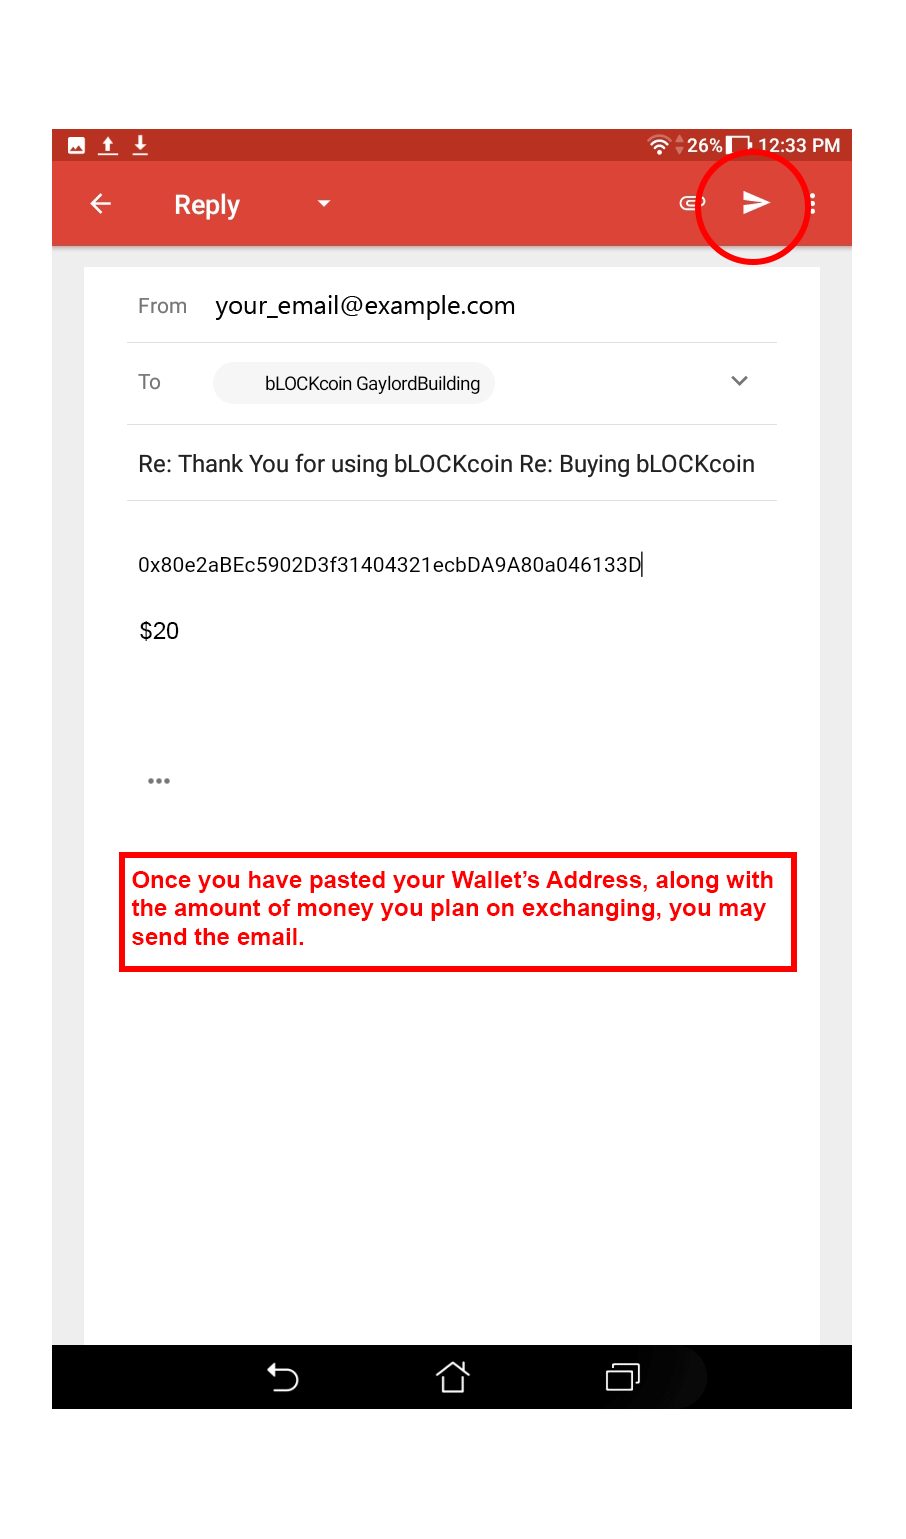 26% 12:33 PM
Reply
From your_email@example.com
To bLOCKcoin GaylordBuilding
Re: Thank You for using bLOCKcoin Re: Buying bLOCKcoin
0x80e2aBEc5902D3f31404321ecbDA9A80a046133D
$20
Once you have pasted your Wallet’s Address, along with
the amount of money you plan on exchanging, you may
send the email.